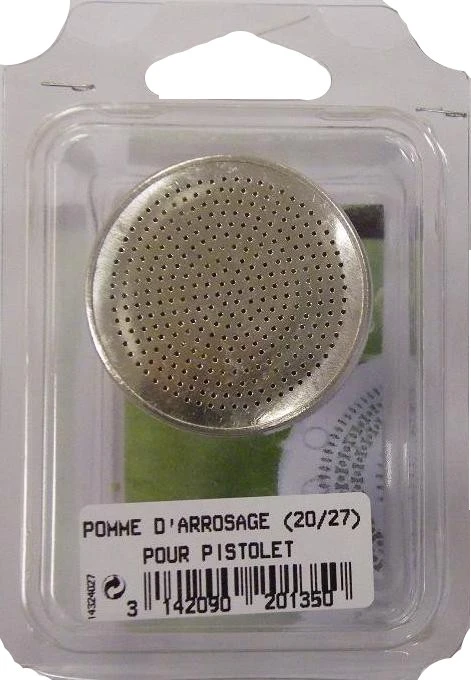 POMME D'ARROSAGE (20/27)
POUR PISTOLET
14324027
3 142090 201350